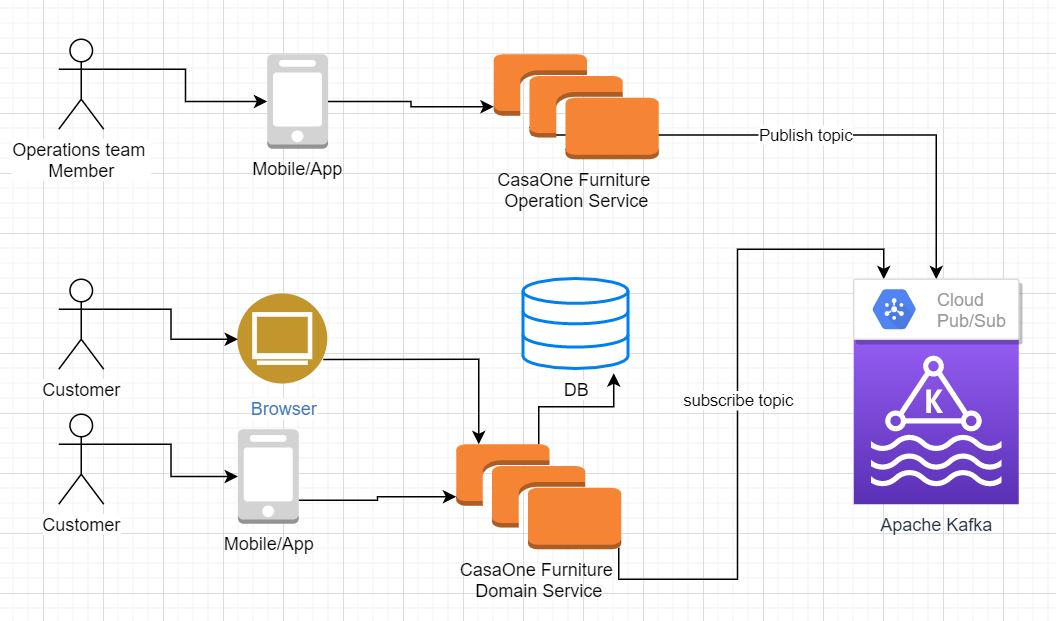 Operations team
Member
Mobile/App
CasaOne Furniture
Operation Service
Publish topic
Cloud
Pub/Sub
K
Apache Kafka
subscribe topic
DB
Customer
Browser
Customer
Mobile/App
CasaOne Furniture
Domain Service